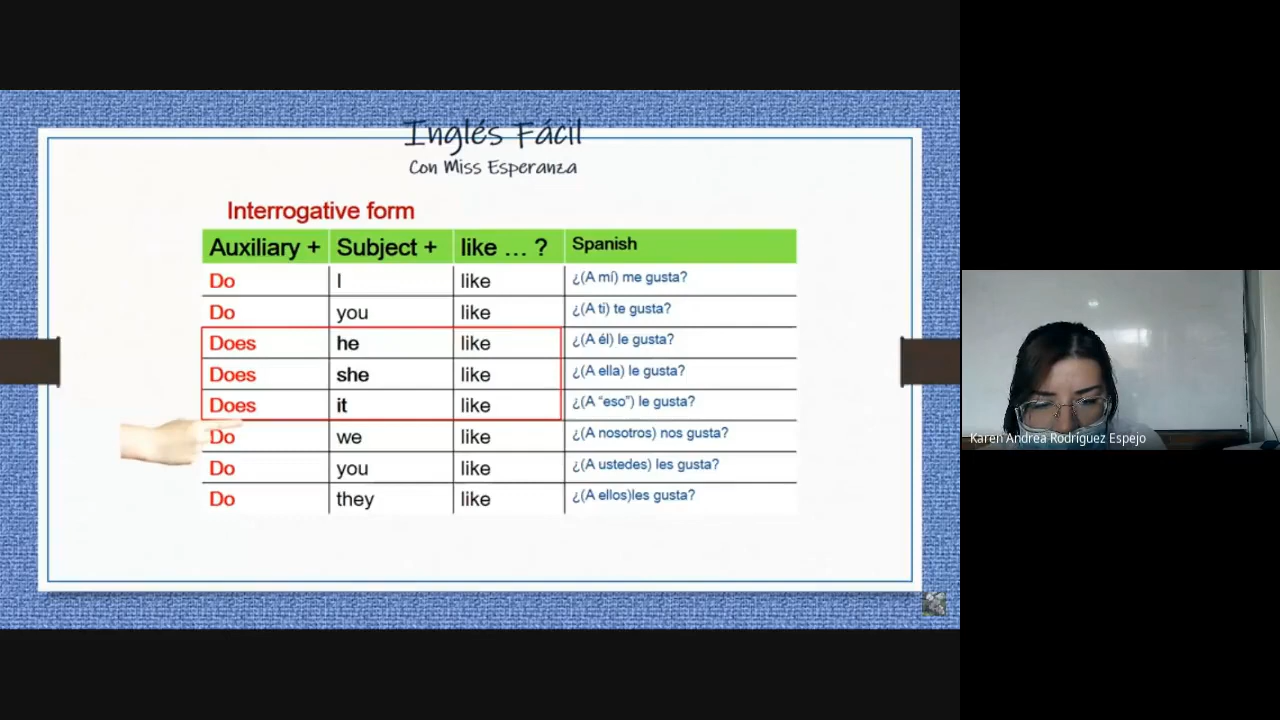 Inglés Fácil
Con Miss Esperanza
Interrogative form
Auxiliary + Subject + like ... ? Spanish
Do I like ¿(A mí) me gusta?
Do you like ¿(A ti) te gusta?
Does he like ¿(A él) le gusta?
Does she like ¿(A ella) le gusta?
Does it like ¿(A “eso”) le gusta?
Do we like ¿(A nosotros) nos gusta?
Do you like ¿(A ustedes) les gusta?
Do they like ¿(A ellos)les gusta?
Karen Andrea Rodríguez Espejo